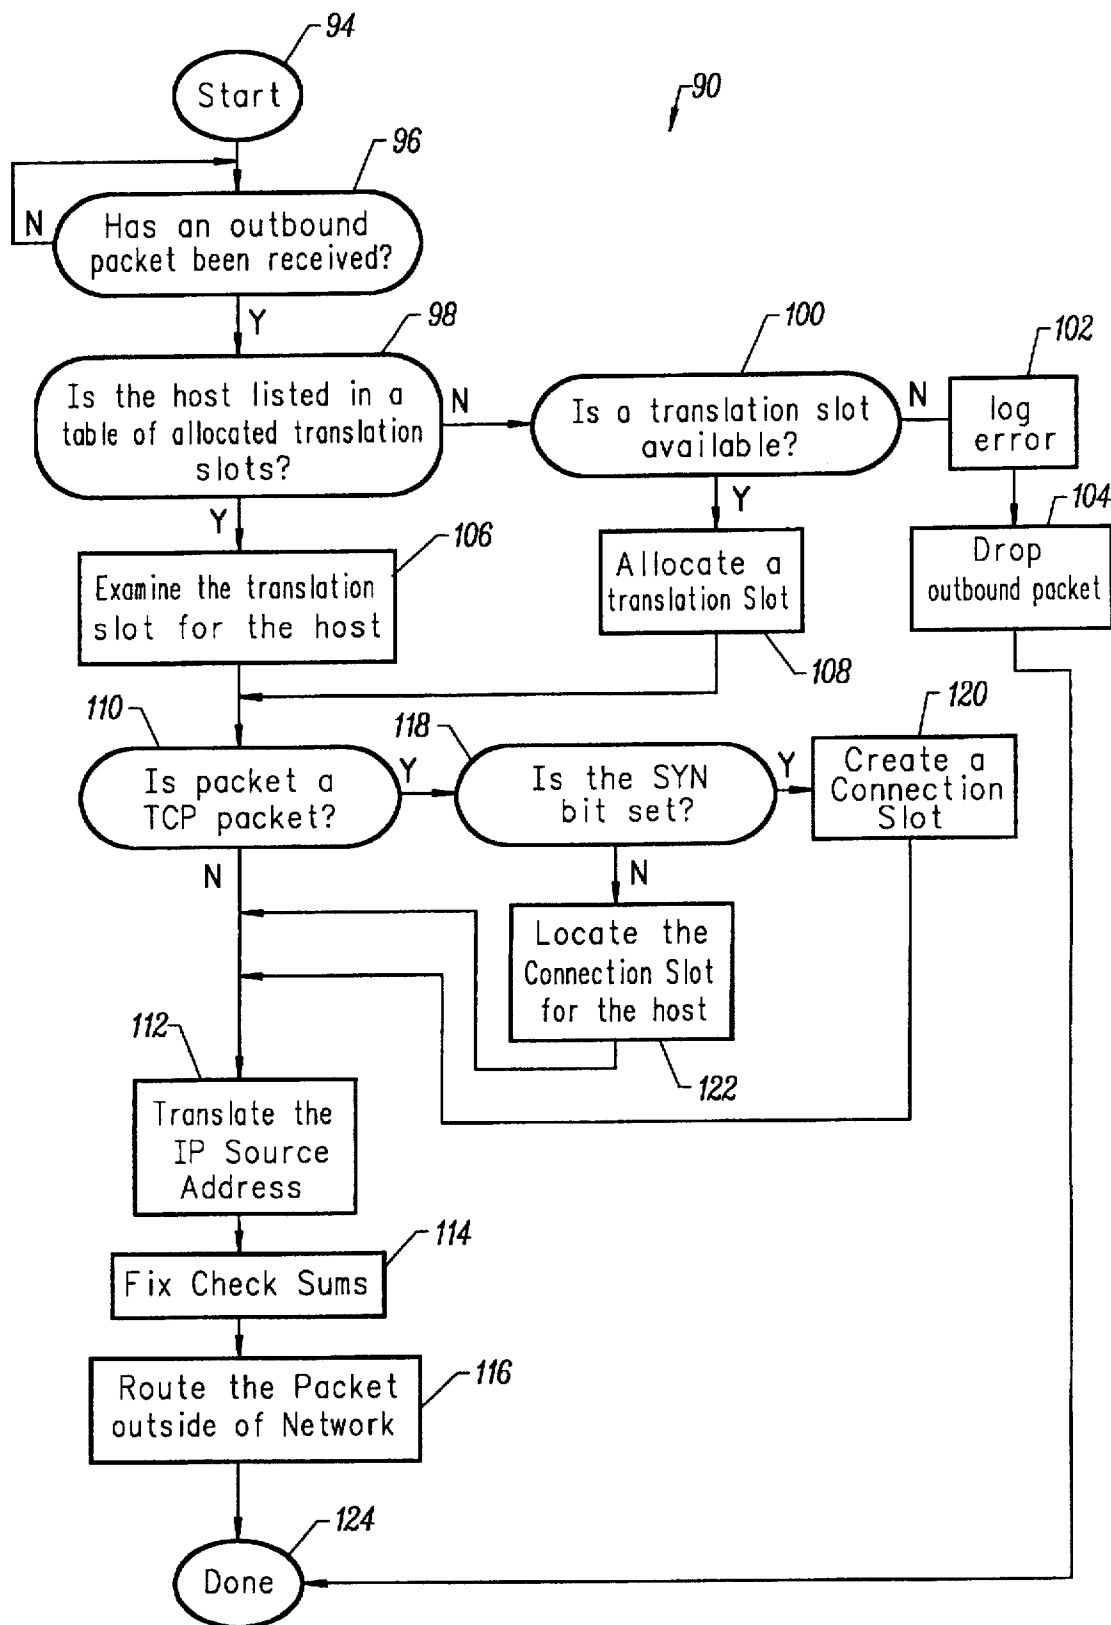 94
Start
90
96
Has an outbound
packet been received?
N
Y
98
Is the host listed in a
table of allocated translation
slots?
N
Y
100
Is a translation slot
available?
N
Y
102
log
error
104
Drop
outbound packet
106
Examine the translation
slot for the host
Allocate a
translation Slot
108
110
Is packet a
TCP packet?
Y
N
118
Is the SYN
bit set?
Y
N
120
Create a
Connection
Slot
Locate the
Connection Slot
for the host
122
112
Translate the
IP Source
Address
114
Fix Check Sums
116
Route the Packet
outside of Network
124
Done